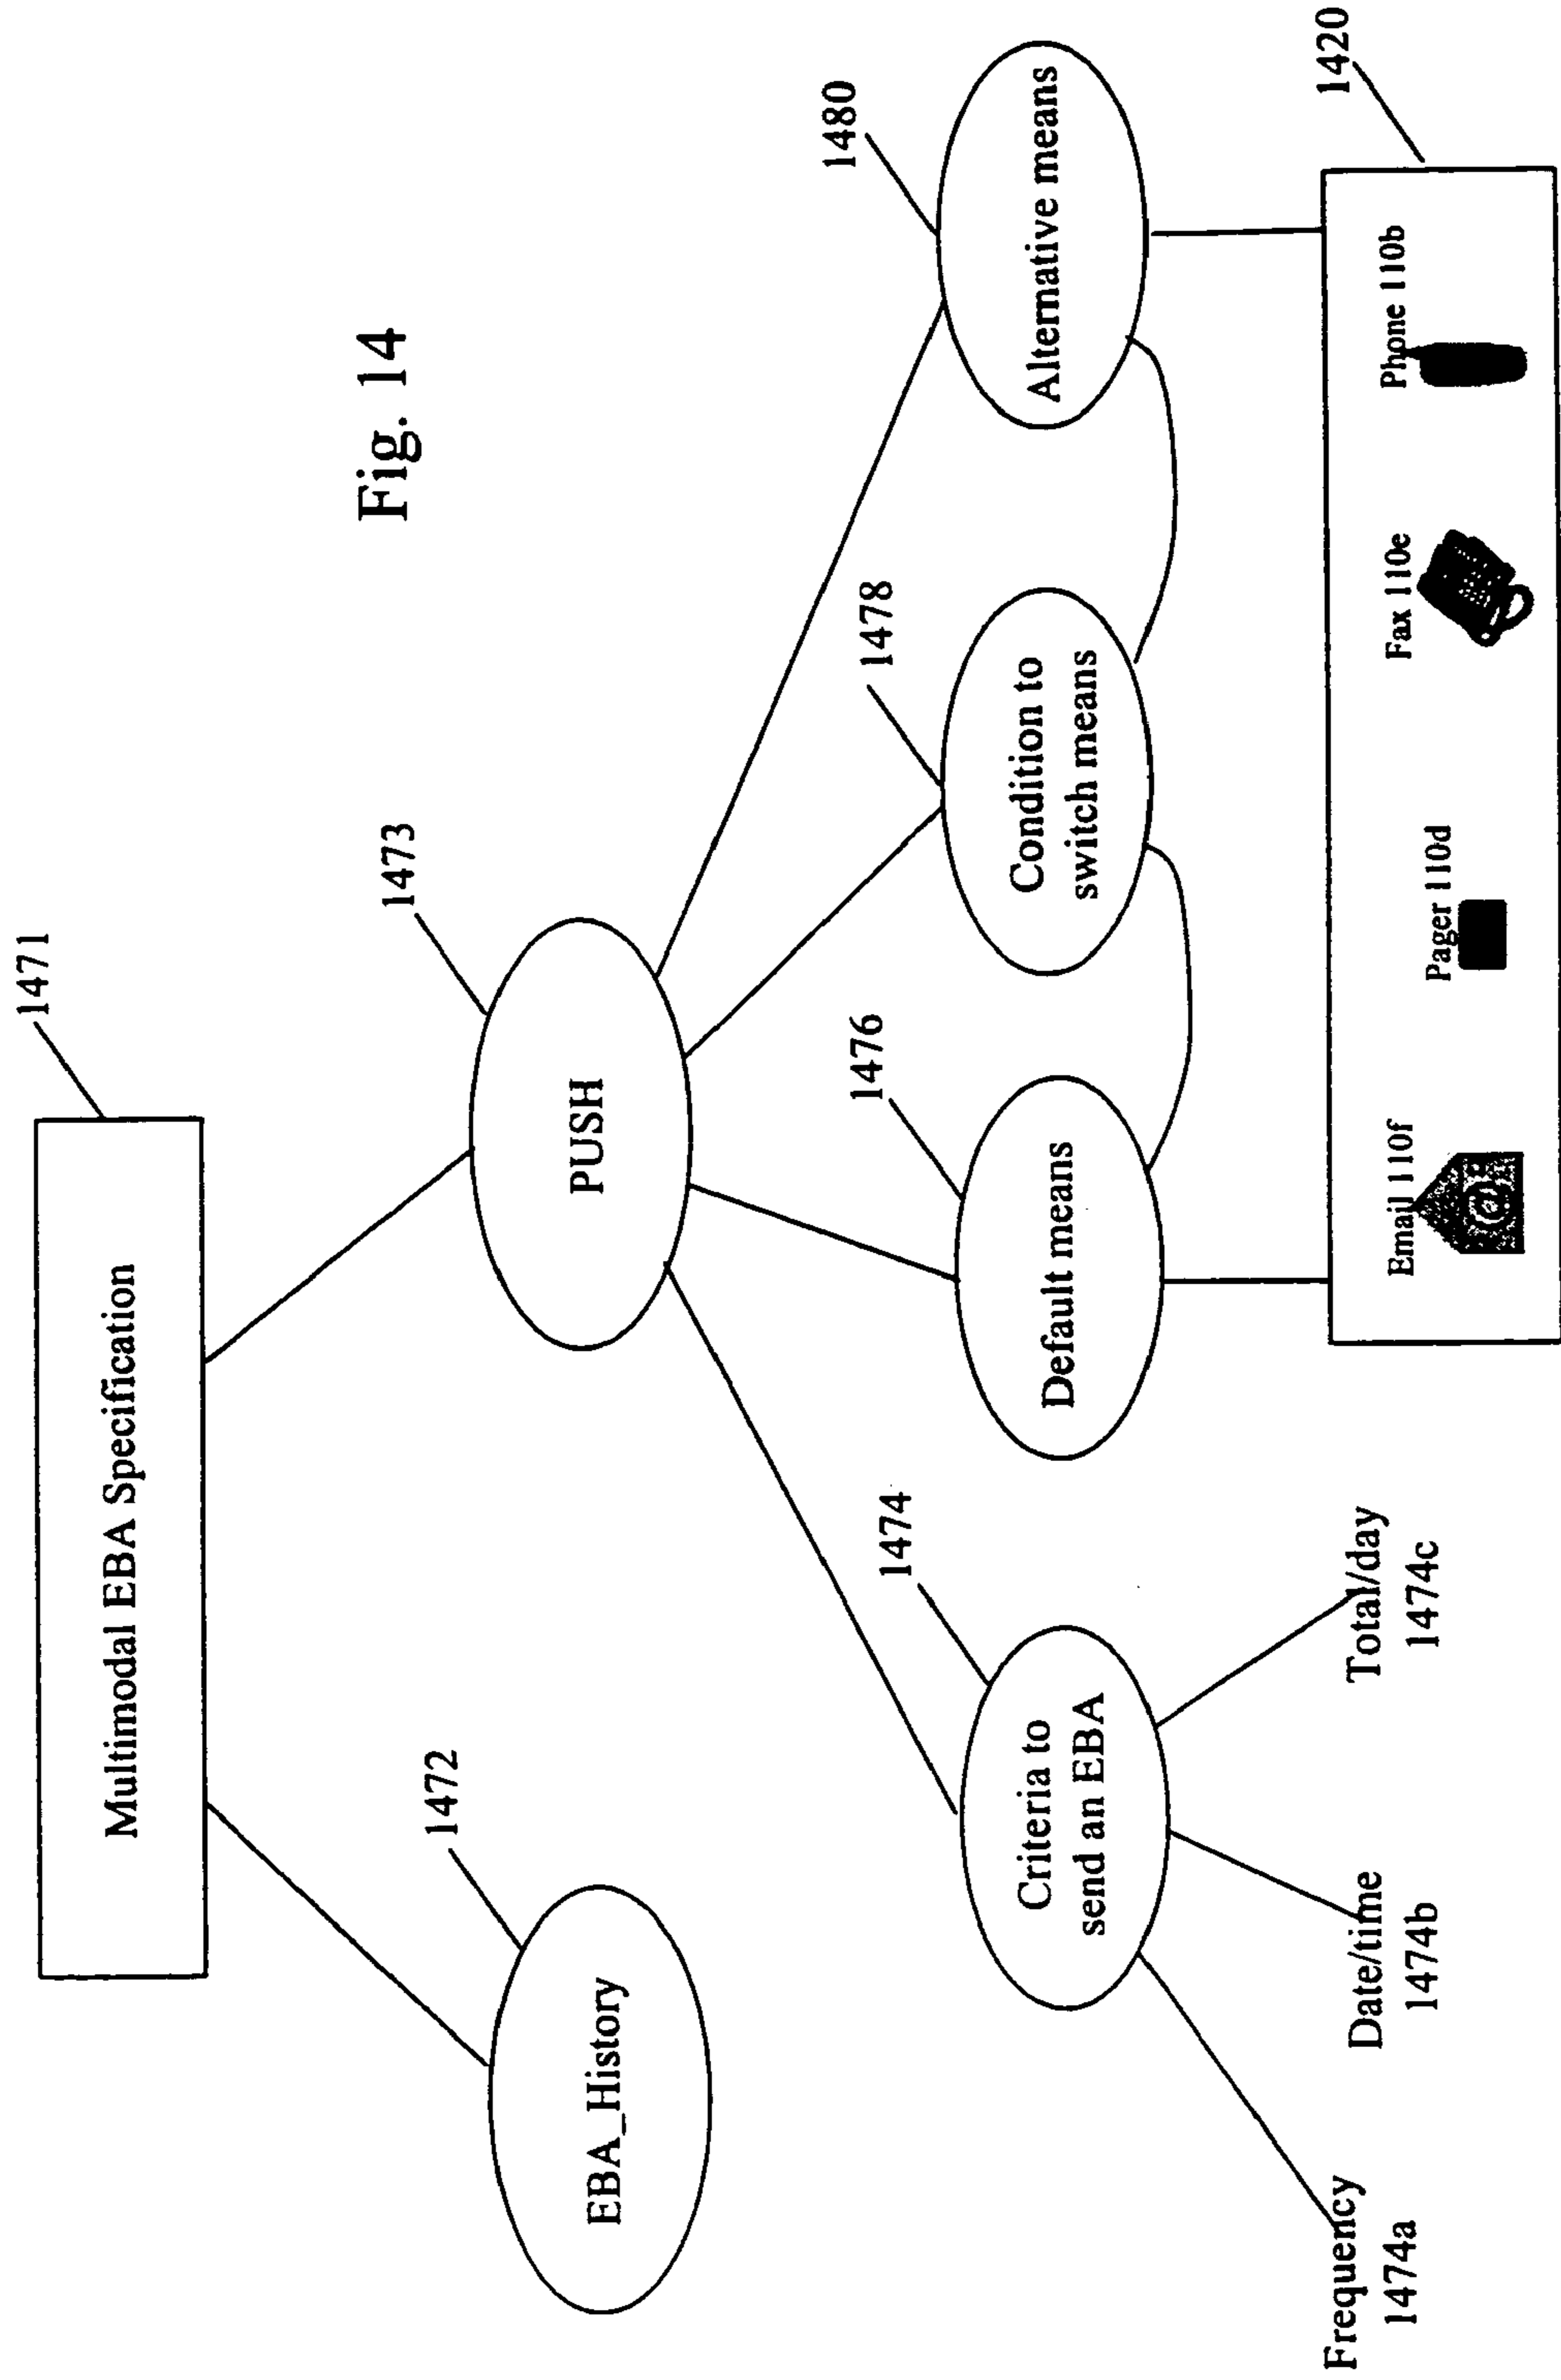 1471
Multimodal EBA Specification
Fig. 14
1472
EBA_History
1473
PUSH
1474
Criteria to
send an EBA
1476
Default means
1478
Condition to
switch means
1480
Alternative means
Frequency
1474a
Date/time
1474b
Total/day
1474c
1420
Email 110f
@
Pager 110d
Fax 110e
Phone 110b